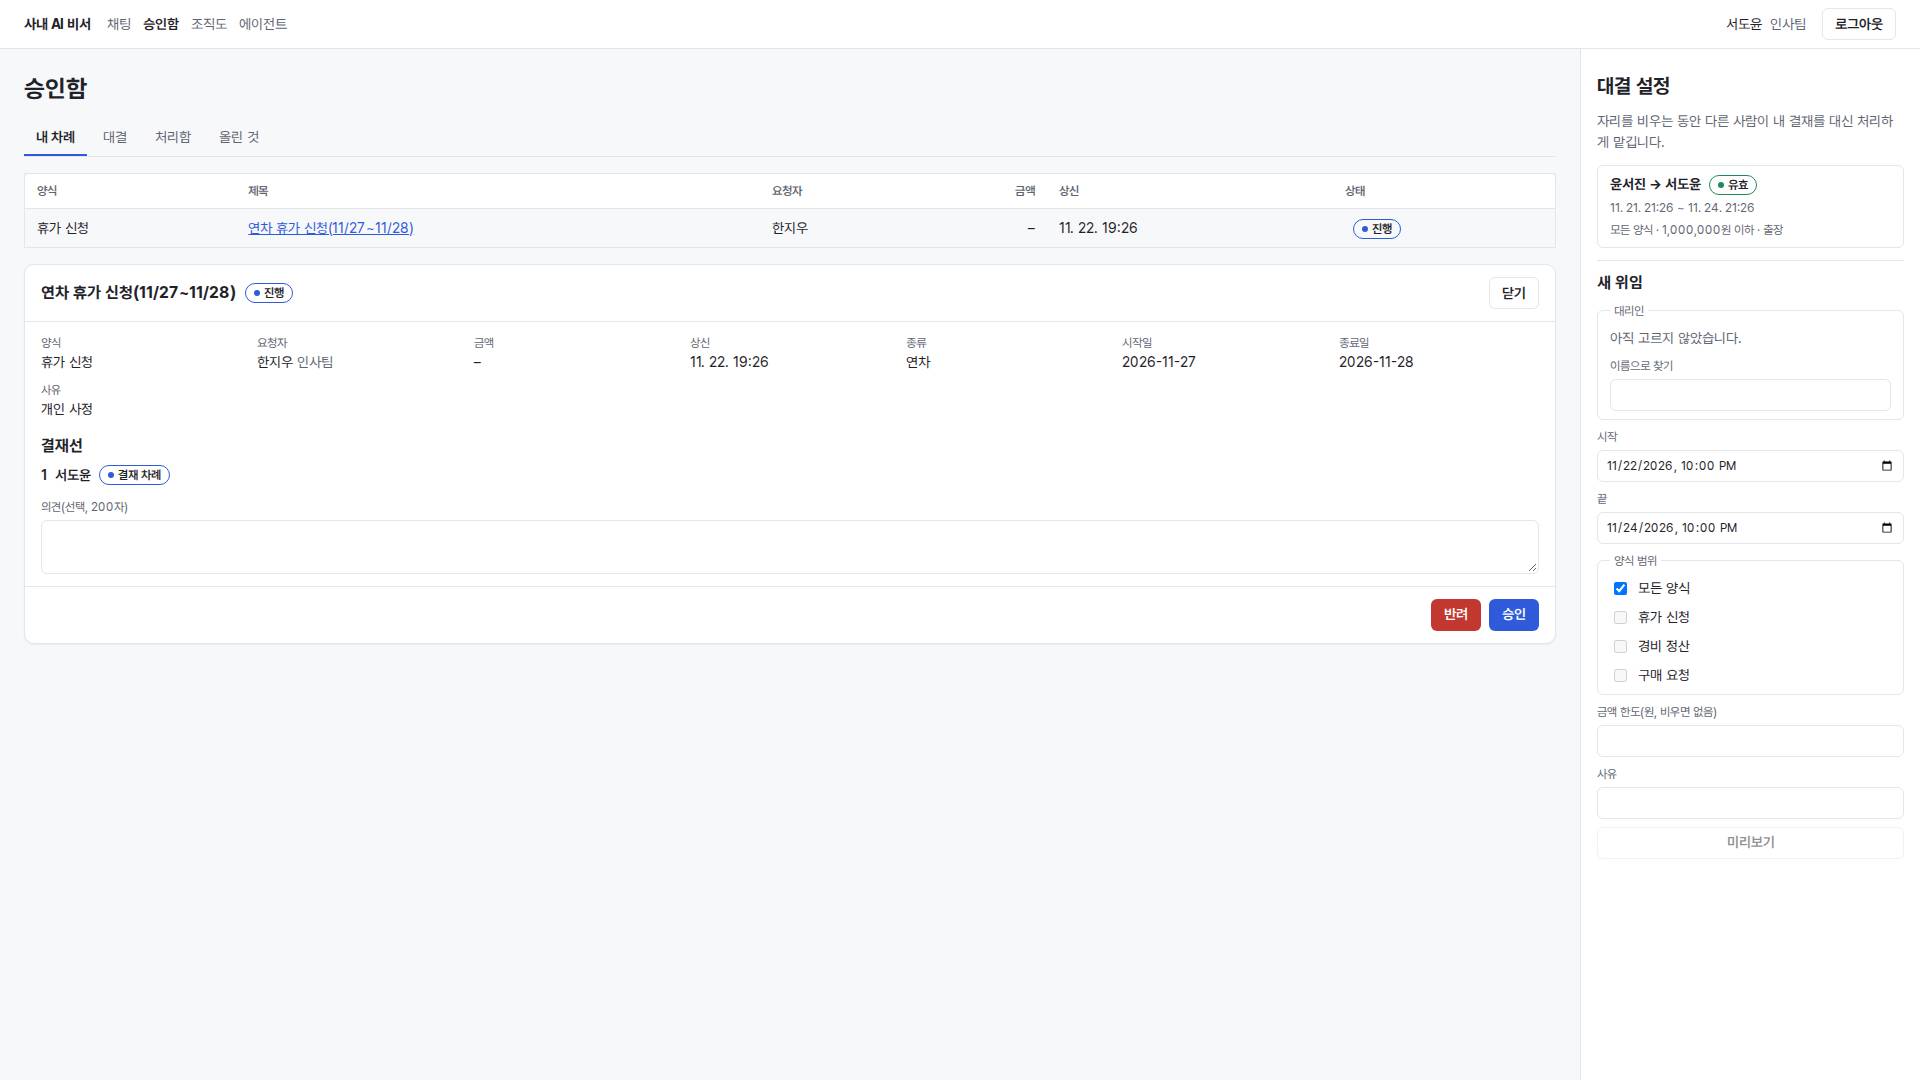 사내 AI 비서 채팅 승인함 조직도 에이전트 서도윤 인사팀 로그아웃
승인함
내 차례 대결 처리함 올린 것
양식 제목 요청자 금액 상신 상태
휴가 신청 연차 휴가 신청(11/27~11/28) 한지우 – 11. 22. 19:26 진행
연차 휴가 신청(11/27~11/28) 진행 닫기
양식 요청자 금액 상신 종류 시작일 종료일
휴가 신청 한지우 인사팀 – 11. 22. 19:26 연차 2026-11-27 2026-11-28
사유
개인 사정
결재선
1 서도윤 결재 차례
의견(선택, 200자)
반려 승인
대결 설정
자리를 비우는 동안 다른 사람이 내 결재를 대신 처리하
게 맡깁니다.
윤서진 → 서도윤 유효
11. 21. 21:26 ~ 11. 24. 21:26
모든 양식 · 1,000,000원 이하 · 출장
새 위임
대리인
아직 고르지 않았습니다.
이름으로 찾기
시작
11/22/2026, 10:00 PM
끝
11/24/2026, 10:00 PM
양식 범위
모든 양식
휴가 신청
경비 정산
구매 요청
금액 한도(원, 비우면 없음)
사유
미리보기